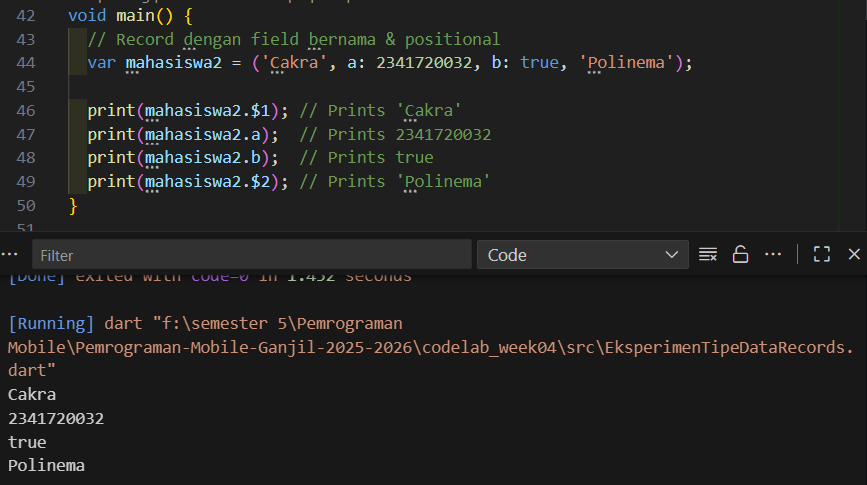 42 void main() {
43 // Record dengan field bernama & positional
44 var mahasiswa2 = ('Cakra', a: 2341720032, b: true, 'Polinema');
45
46 print(mahasiswa2.$1); // Prints 'Cakra'
47 print(mahasiswa2.a);  // Prints 2341720032
48 print(mahasiswa2.b);  // Prints true
49 print(mahasiswa2.$2); // Prints 'Polinema'
50 }
51
Filter Code
[Done] exited with code=0 in 1.452 seconds
[Running] dart "f:\semester 5\Pemrograman
Mobile\Pemrograman-Mobile-Ganjil-2025-2026\codelab_week04\src\EksperimenTipeDataRecords.
dart"
Cakra
2341720032
true
Polinema